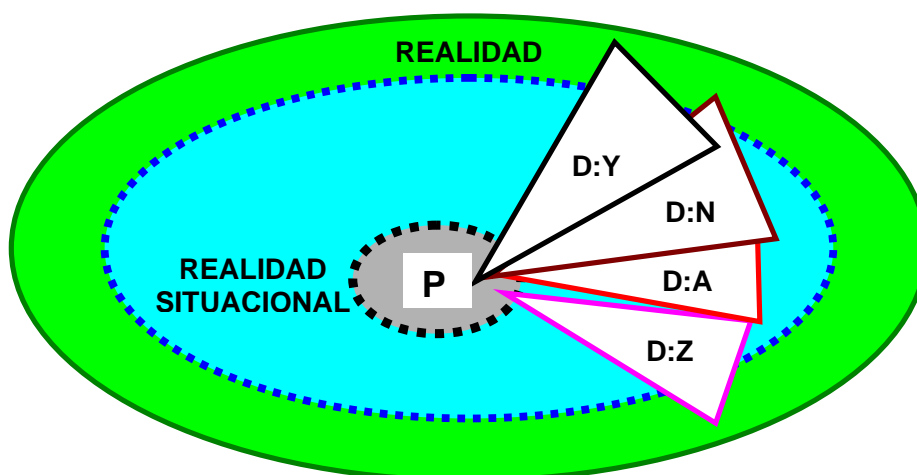 REALIDAD
D:Y
D:N
REALIDAD
SITUACIONAL
P
D:A
D:Z